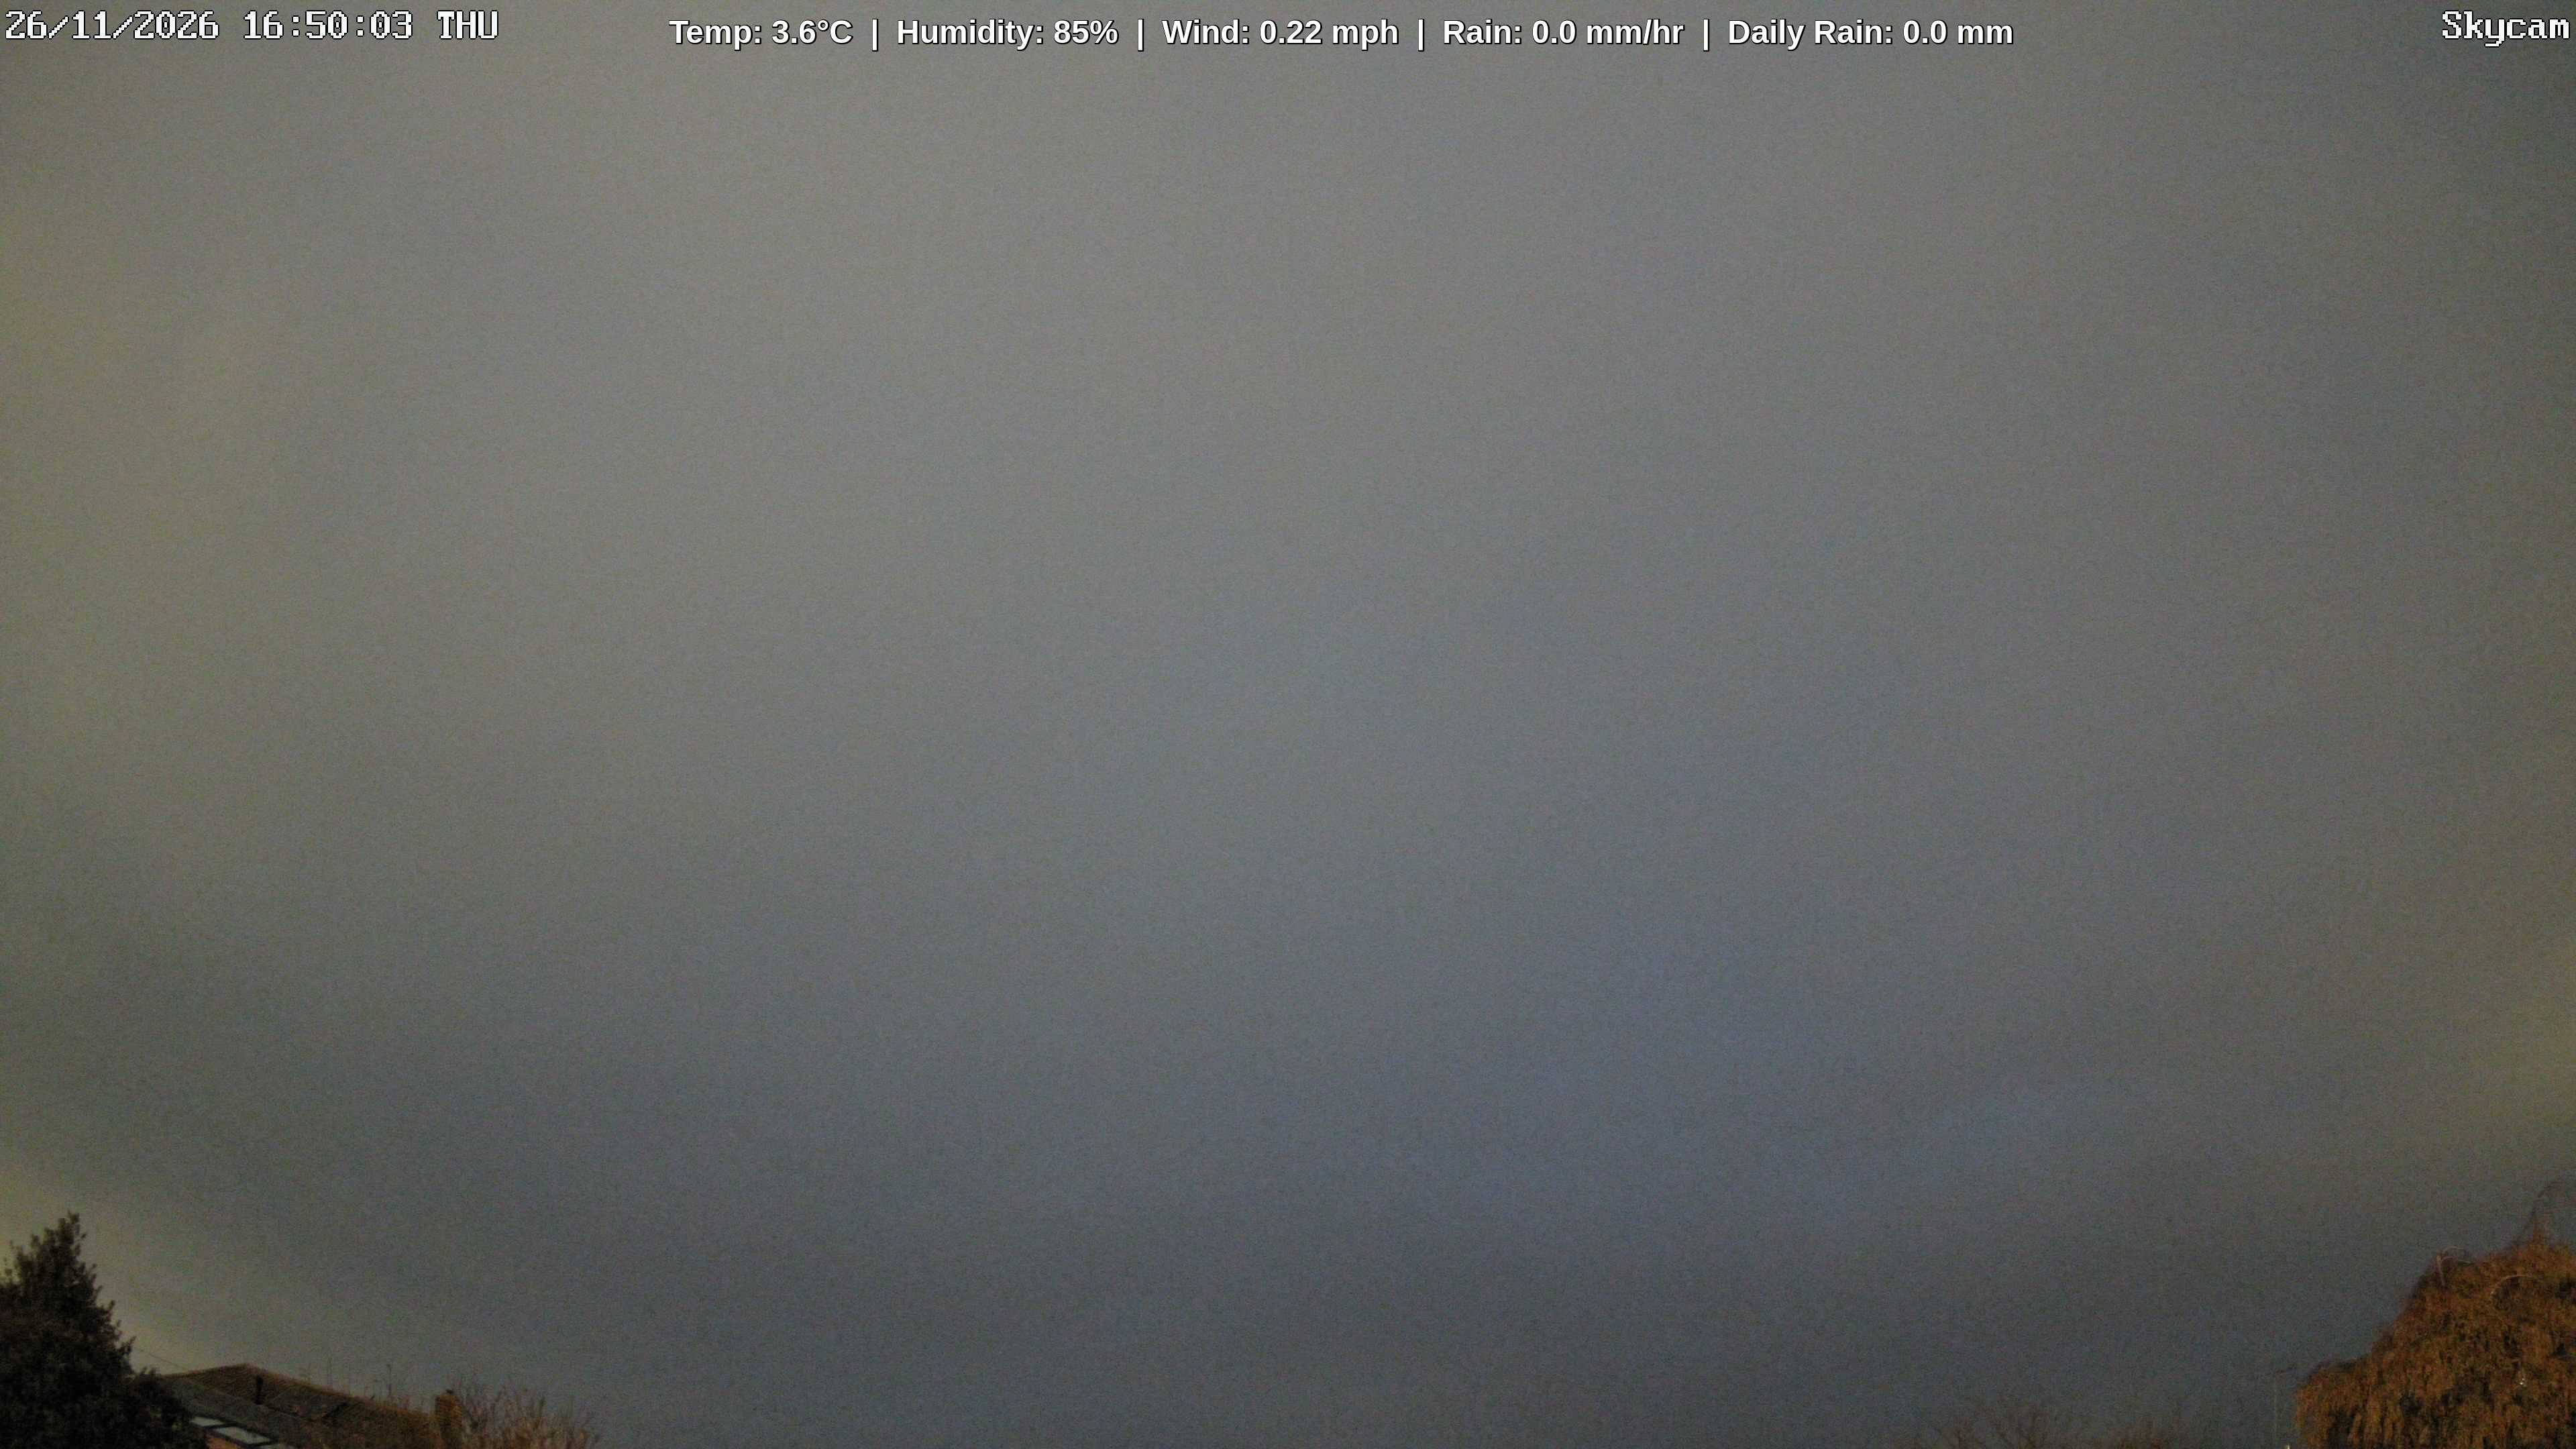 26/11/2026 16:50:03 THU
Temp: 3.6°C | Humidity: 85% | Wind: 0.22 mph | Rain: 0.0 mm/hr | Daily Rain: 0.0 mm
Skycam